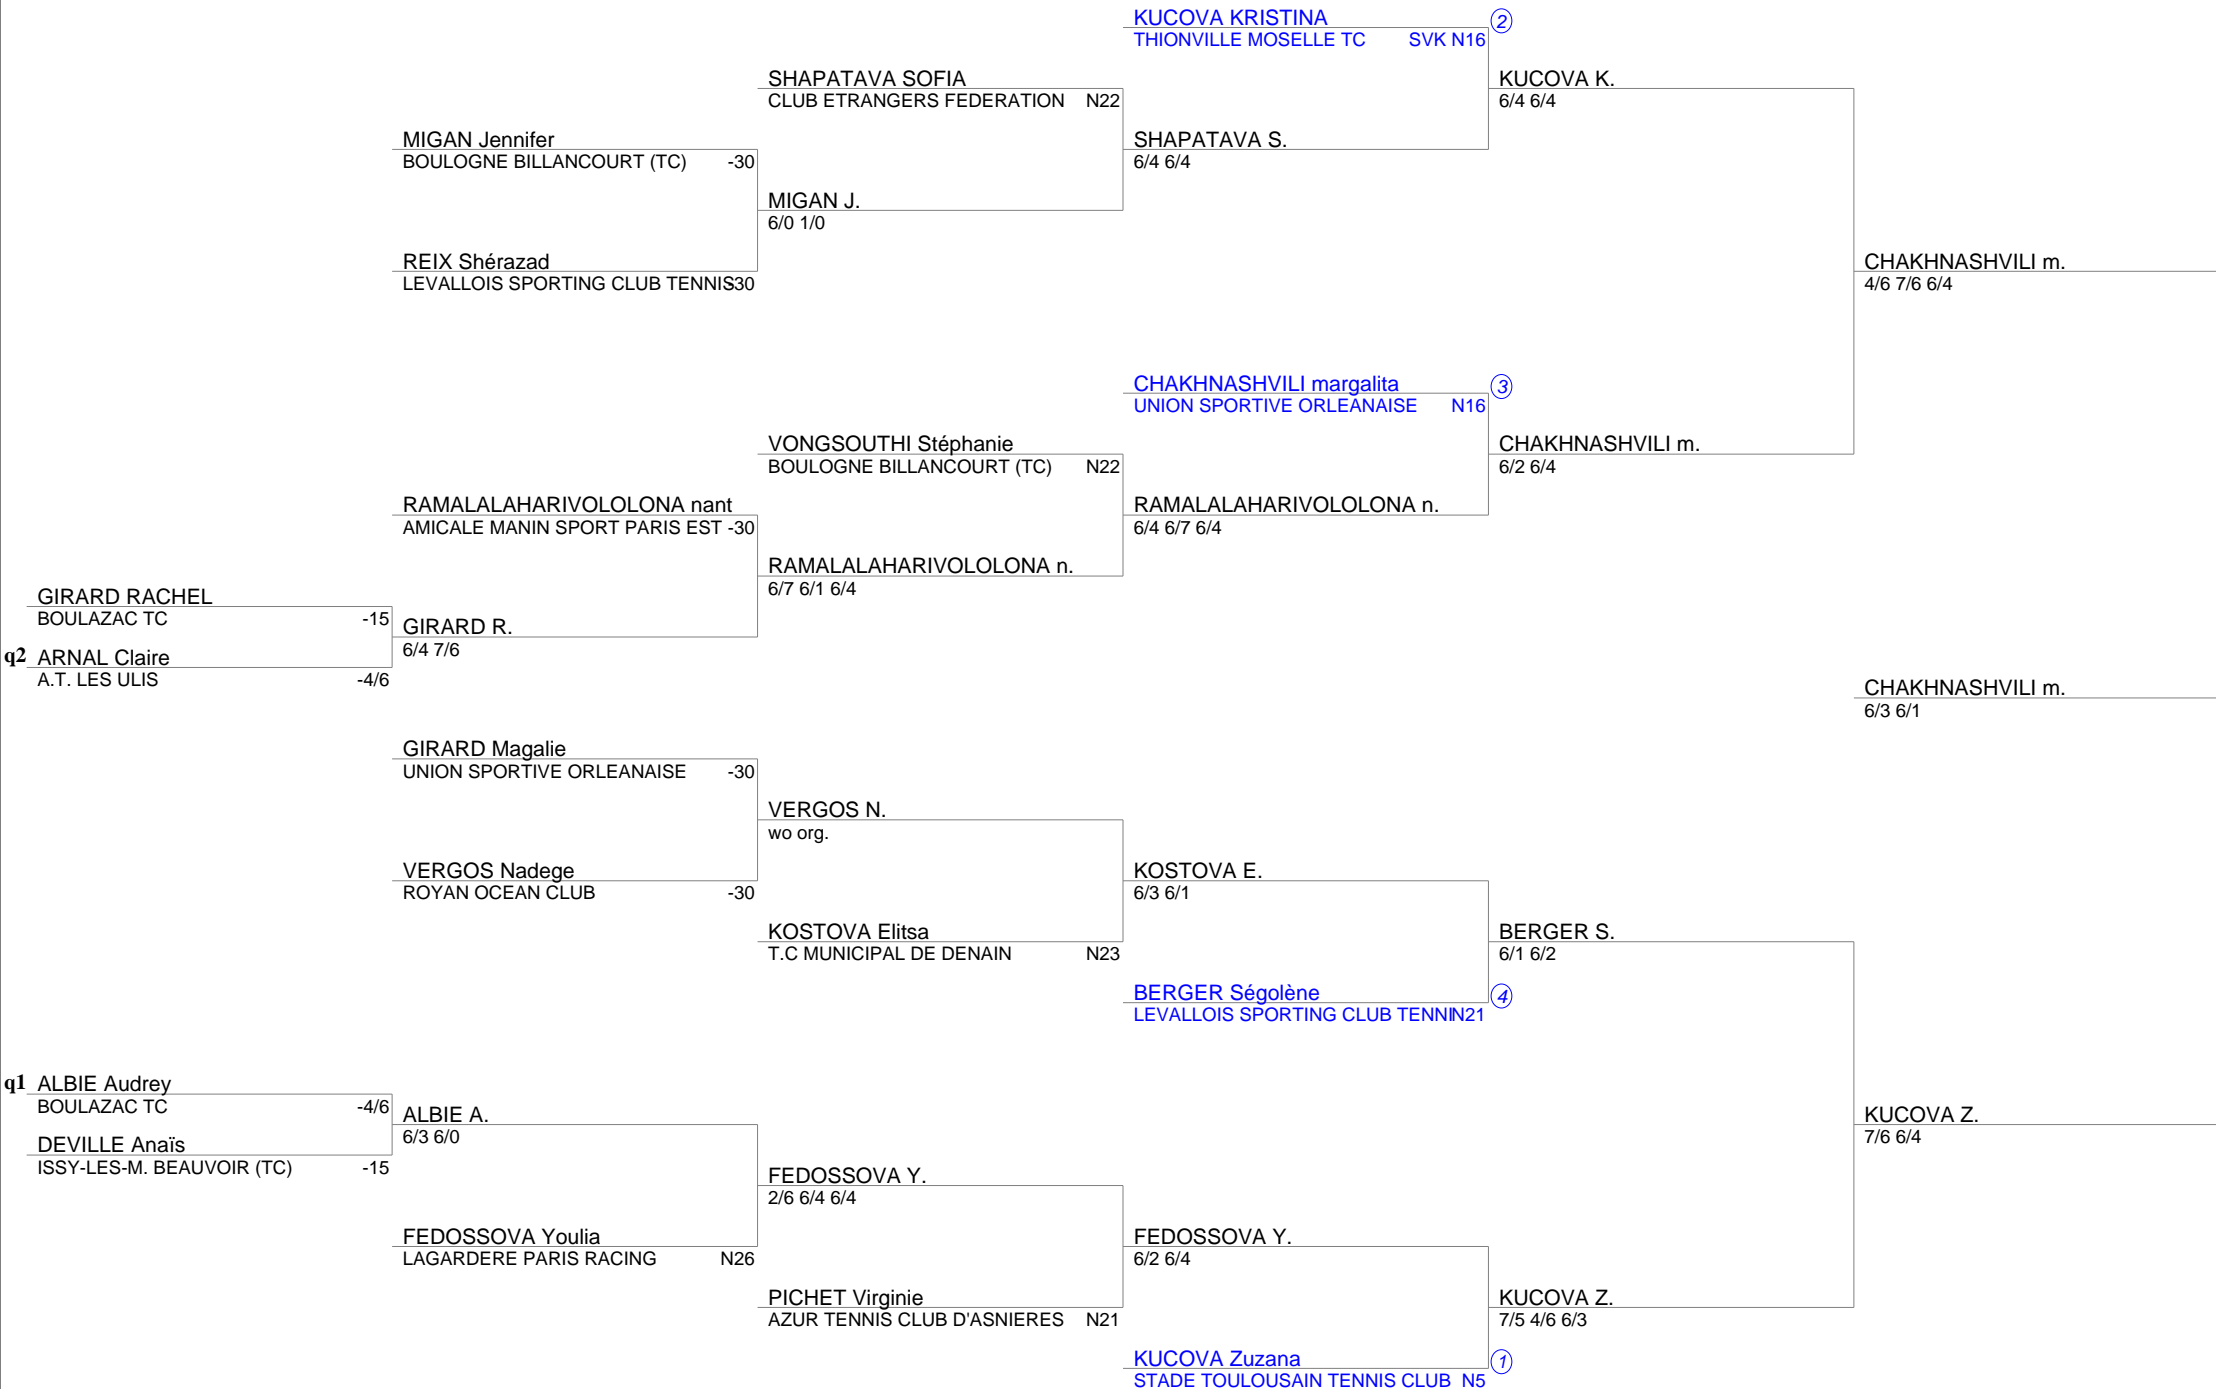 KUCOVA KRISTINA 2
THIONVILLE MOSELLE TC SVK N16
SHAPATAVA SOFIA
CLUB ETRANGERS FEDERATION N22
KUCOVA K.
6/4 6/4
MIGAN Jennifer
BOULOGNE BILLANCOURT (TC) -30
SHAPATAVA S.
6/4 6/4
MIGAN J.
6/0 1/0
REIX Shérazad
LEVALLOIS SPORTING CLUB TENNIS-30
CHAKHNASHVILI m.
4/6 7/6 6/4
CHAKHNASHVILI margalita 3
UNION SPORTIVE ORLEANAISE N16
VONGSOUTHI Stéphanie
BOULOGNE BILLANCOURT (TC) N22
CHAKHNASHVILI m.
6/2 6/4
RAMALALAHARIVOLOLONA nant
AMICALE MANIN SPORT PARIS EST -30
RAMALALAHARIVOLOLONA n.
6/4 6/7 6/4
RAMALALAHARIVOLOLONA n.
6/7 6/1 6/4
GIRARD RACHEL
BOULAZAC TC -15
GIRARD R.
6/4 7/6
q2 ARNAL Claire
A.T. LES ULIS -4/6
CHAKHNASHVILI m.
6/3 6/1
GIRARD Magalie
UNION SPORTIVE ORLEANAISE -30
VERGOS N.
wo org.
VERGOS Nadege
ROYAN OCEAN CLUB -30
KOSTOVA E.
6/3 6/1
KOSTOVA Elitsa
T.C MUNICIPAL DE DENAIN N23
BERGER S.
6/1 6/2
BERGER Ségolène 4
LEVALLOIS SPORTING CLUB TENNIN21
q1 ALBIE Audrey
BOULAZAC TC -4/6
ALBIE A.
6/3 6/0
KUCOVA Z.
7/6 6/4
DEVILLE Anaïs
ISSY-LES-M. BEAUVOIR (TC) -15
FEDOSSOVA Y.
2/6 6/4 6/4
FEDOSSOVA Youlia
LAGARDERE PARIS RACING N26
FEDOSSOVA Y.
6/2 6/4
PICHET Virginie
AZUR TENNIS CLUB D'ASNIERES N21
KUCOVA Z.
7/5 4/6 6/3
KUCOVA Zuzana 1
STADE TOULOUSAIN TENNIS CLUB N5